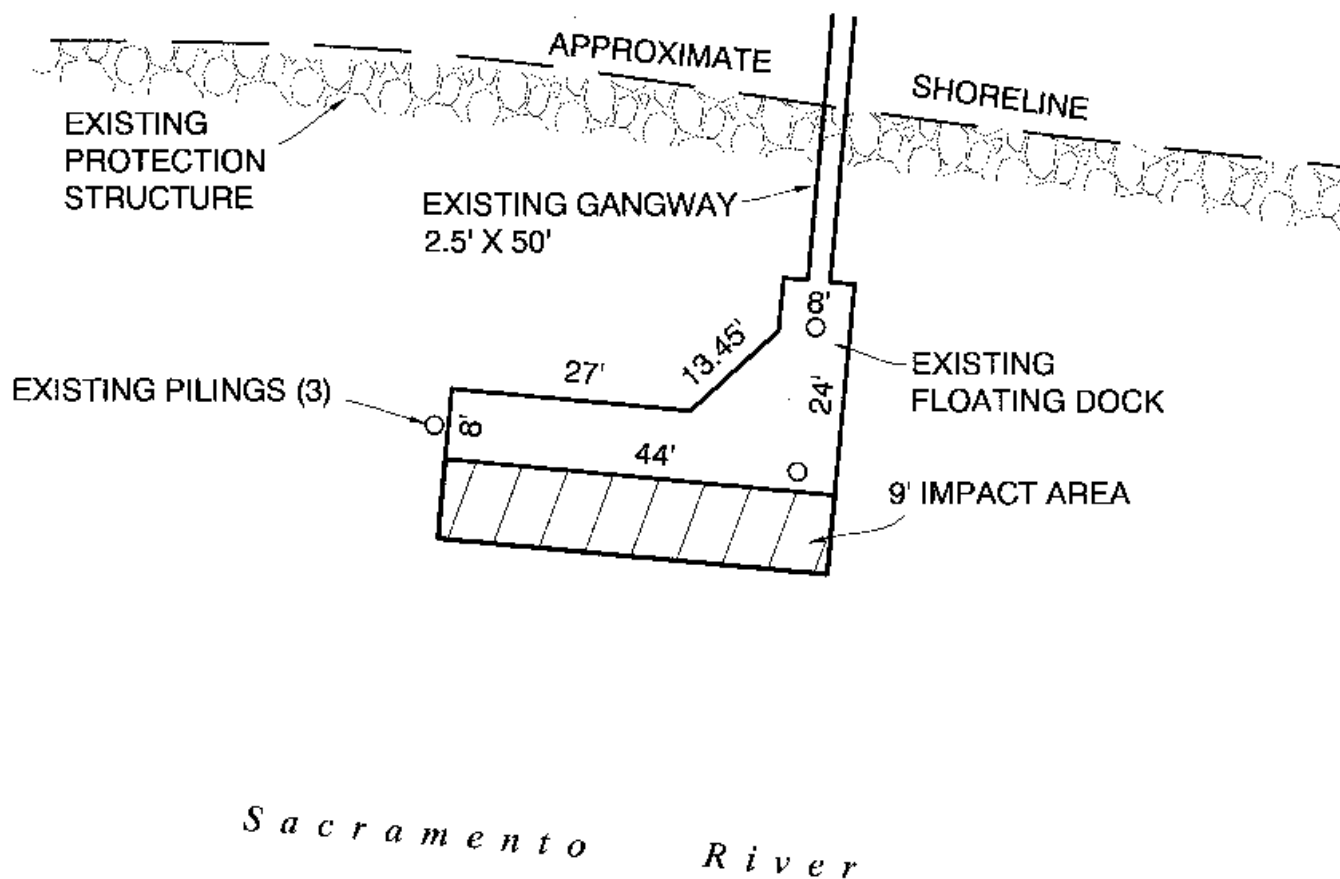 APPROXIMATE
SHORELINE
EXISTING
PROTECTION
STRUCTURE
EXISTING GANGWAY
2.5' X 50'
8'
13.45'
27'
EXISTING
FLOATING DOCK
24'
EXISTING PILINGS (3)
8'
44'
9' IMPACT AREA
Sacramento River